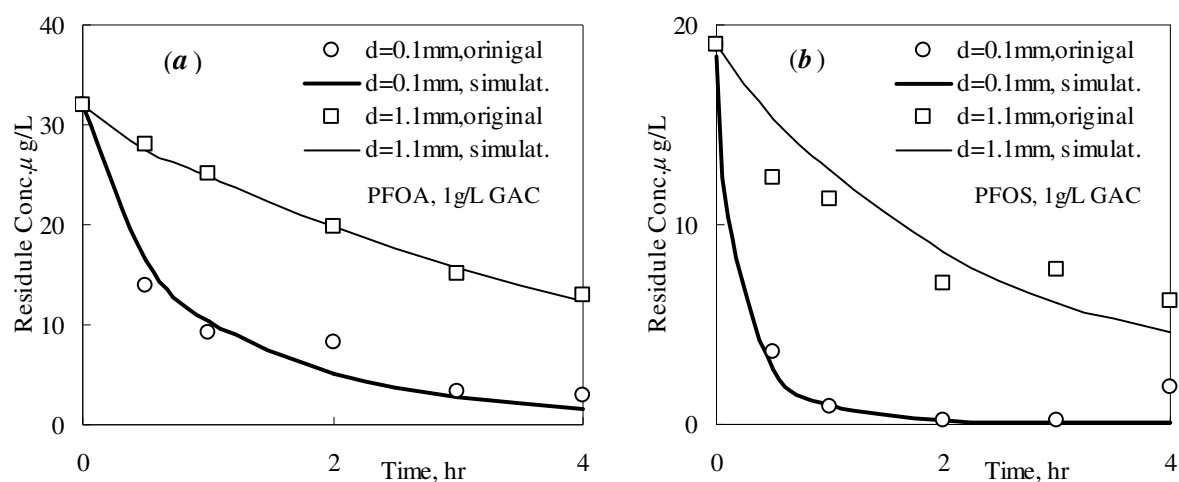 40
30
20
10
0
Residule Conc.μ g/L
(a)
d=0.1mm,orinigal
d=0.1mm, simulat.
d=1.1mm,original
d=1.1mm, simulat.
PFOA, 1g/L GAC
0
2
4
Time, hr
20
10
0
Residule Conc.μ g/L
(b)
d=0.1mm,orinigal
d=0.1mm, simulat.
d=1.1mm,original
d=1.1mm, simulat.
PFOS, 1g/L GAC
0
2
4
Time, hr